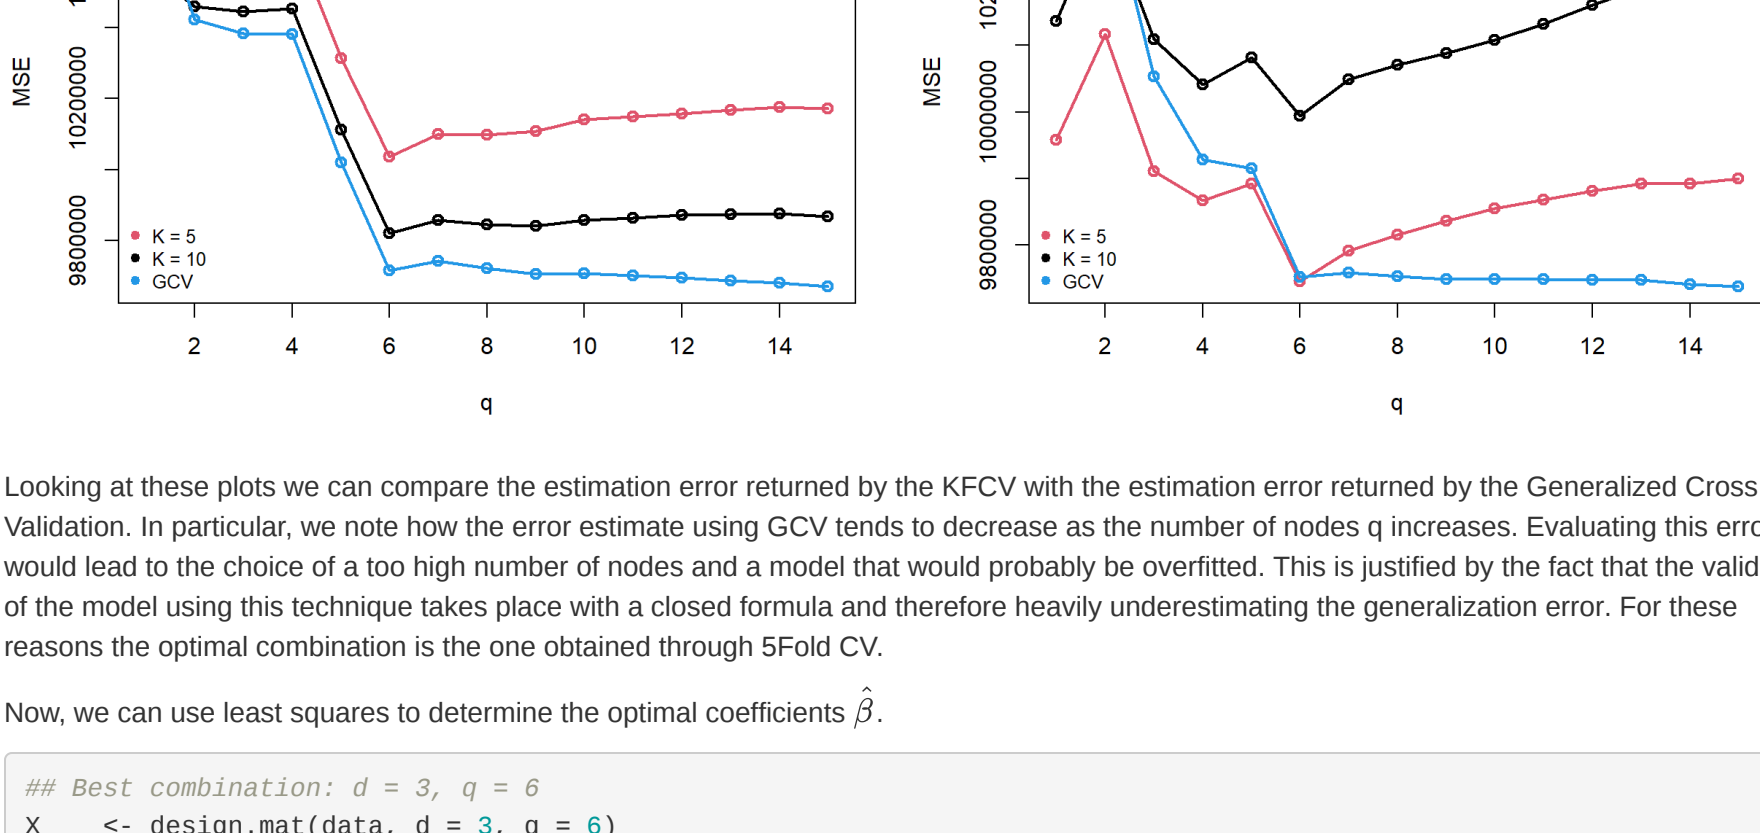 MSE
10200000
9800000
K = 5
K = 10
GCV
2 4 6 8 10 12 14
q
MSE
10000000
9800000
K = 5
K = 10
GCV
2 4 6 8 10 12 14
q
Looking at these plots we can compare the estimation error returned by the KFCV with the estimation error returned by the Generalized Cross
Validation. In particular, we note how the error estimate using GCV tends to decrease as the number of nodes q increases. Evaluating this erro
would lead to the choice of a too high number of nodes and a model that would probably be overfitted. This is justified by the fact that the valid
of the model using this technique takes place with a closed formula and therefore heavily underestimating the generalization error. For these
reasons the optimal combination is the one obtained through 5Fold CV.
Now, we can use least squares to determine the optimal coefficients β̂.
## Best combination: d = 3, q = 6
X <- design.mat(data, d = 3, q = 6)